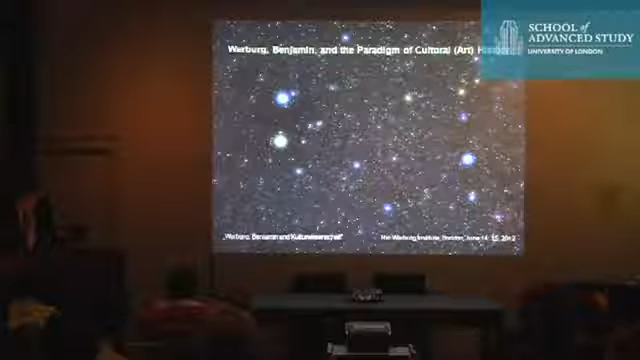 SCHOOL of
ADVANCED STUDY
UNIVERSITY OF LONDON
Warburg, Benjamin, and the Paradigm of Cultural (Art) History
„Warburg, Benjamin and Kulturwissenschaft“
The Warburg Institute, London, June 14, 15, 2012